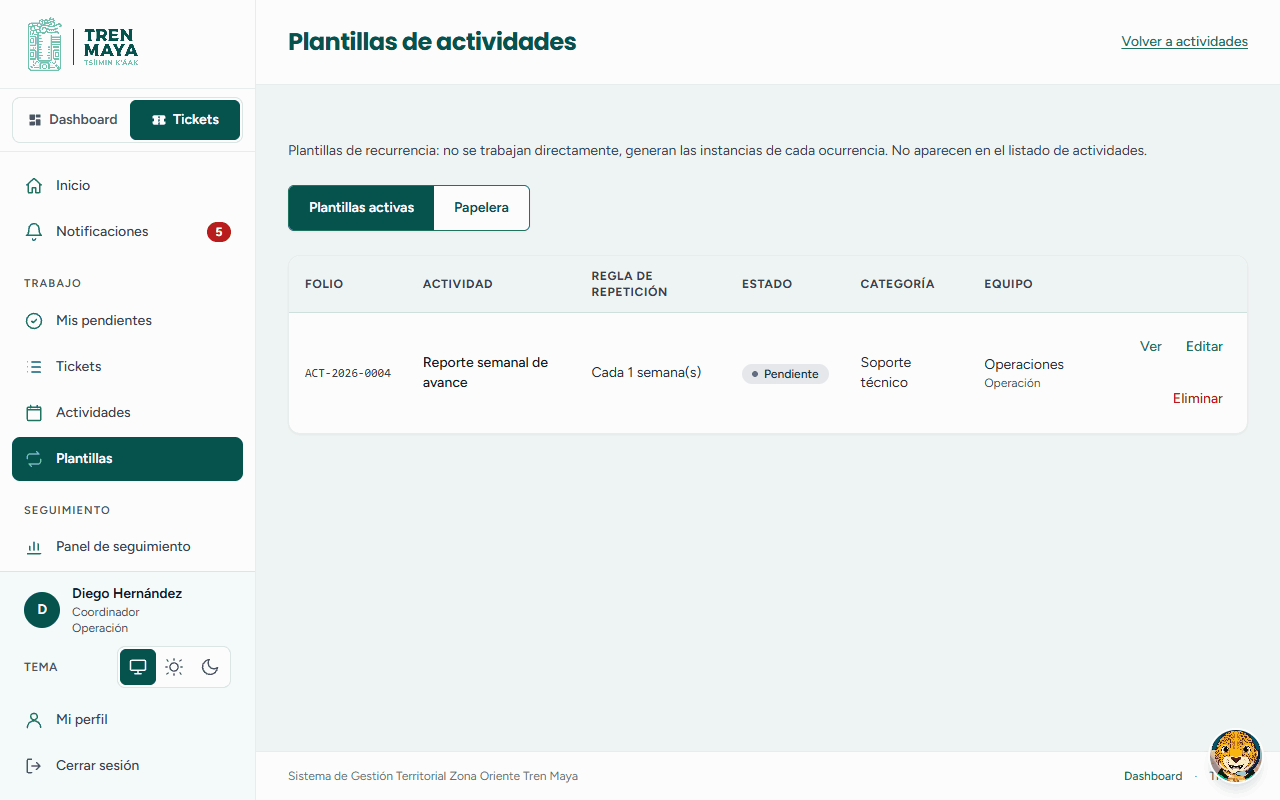 TREN
MAYA
TSÍIMIN K'ÁAK
Dashboard
Tickets
Inicio
Notificaciones
5
TRABAJO
Mis pendientes
Tickets
Actividades
Plantillas
SEGUIMIENTO
Panel de seguimiento
D
Diego Hernández
Coordinador
Operación
TEMA
Mi perfil
Cerrar sesión
Plantillas de actividades
Volver a actividades
Plantillas de recurrencia: no se trabajan directamente, generan las instancias de cada ocurrencia. No aparecen en el listado de actividades.
Plantillas activas
Papelera
FOLIO
ACTIVIDAD
REGLA DE
REPETICIÓN
ESTADO
CATEGORÍA
EQUIPO
ACT-2026-0004
Reporte semanal de
avance
Cada 1 semana(s)
Pendiente
Soporte
técnico
Operaciones
Operación
Ver
Editar
Eliminar
Sistema de Gestión Territorial Zona Oriente Tren Maya
Dashboard ·